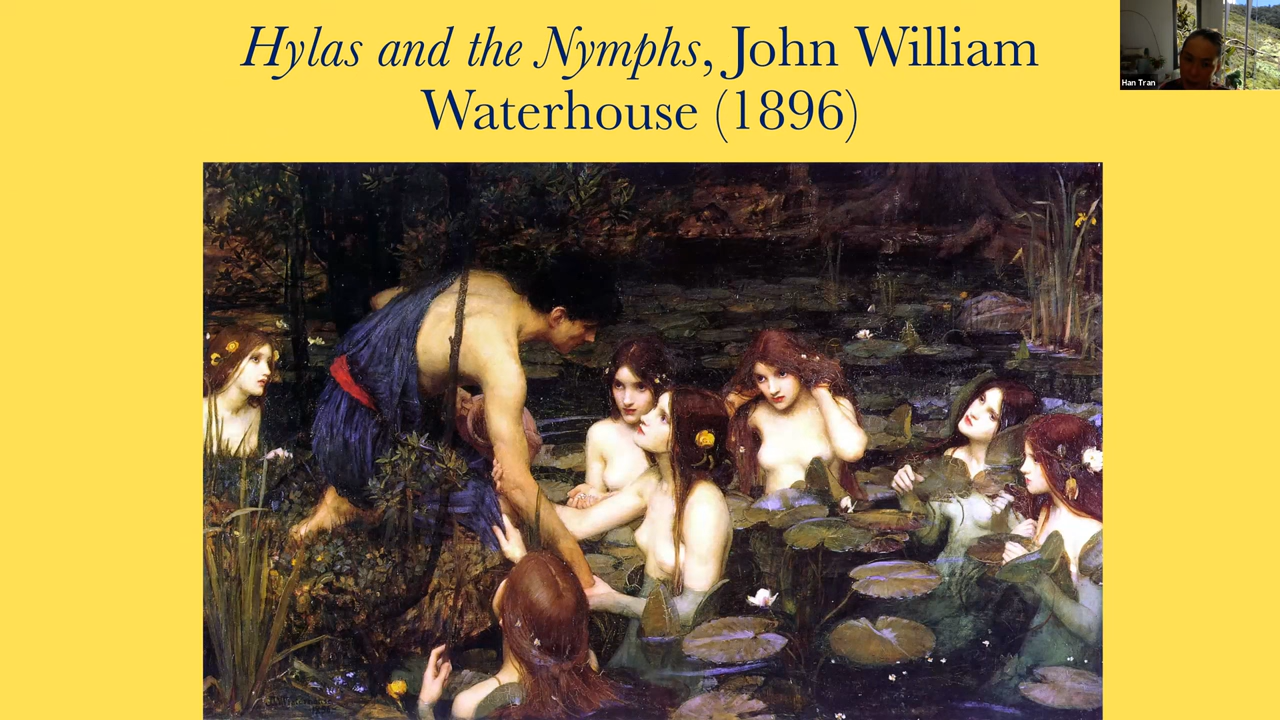 Hylas and the Nymphs, John William
Waterhouse (1896)
Han Tran